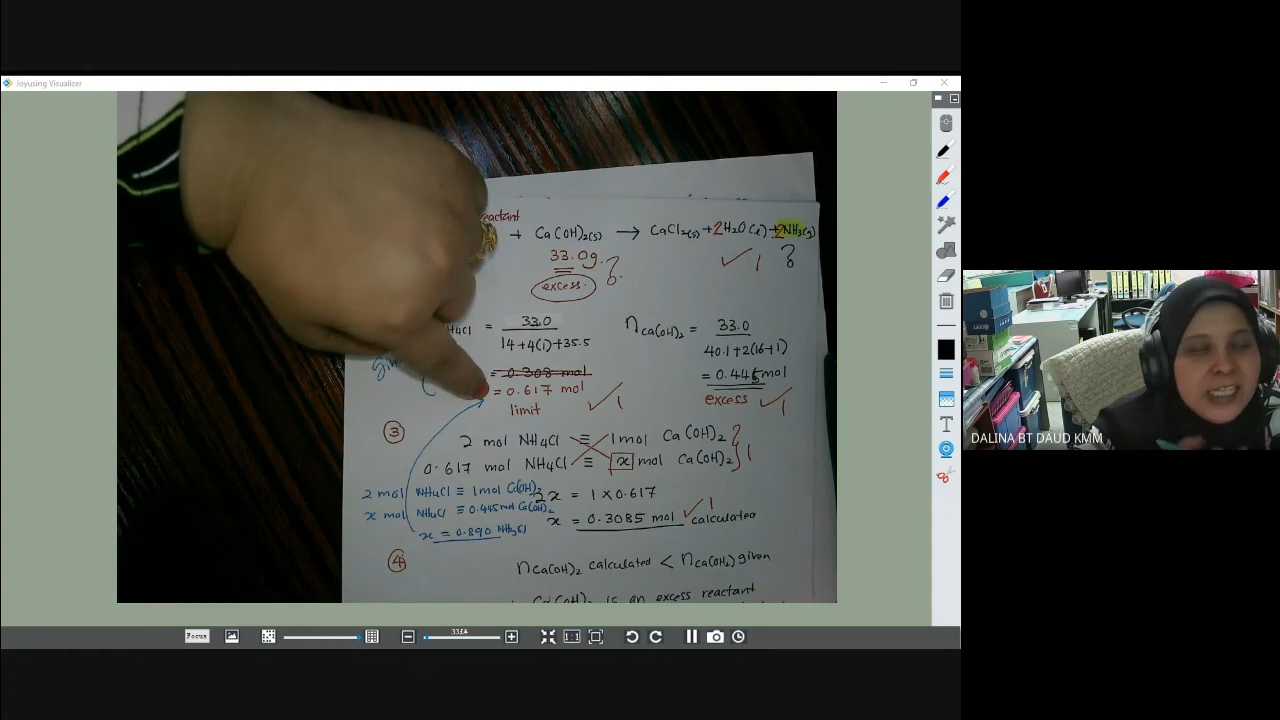 Joyusing Visualizer
reactant
+ Ca(OH)₂(s) → CaCl₂(s) + 2H₂O(ℓ) + 2NH₃(g)
33.0g. ?
✓ 1 ?
excess
H4Cl = 33.0
14+4(1)+35.5
nCa(OH)₂ = 33.0
40.1+2(16+1)
= 0.308 mol
= 0.617 mol ✓ 1
limit
= 0.445 mol
excess ✓ 1
③
2 mol NH₄Cl ≡ 1 mol Ca(OH)₂
0.617 mol NH₄Cl ≡ x mol Ca(OH)₂ } 1
2 mol NH₄Cl ≡ 1 mol Ca(OH)₂
x mol NH₄Cl ≡ 0.445 mol Ca(OH)₂
x = 0.890
2x = 1 × 0.617
x = 0.3085 mol ✓ 1 calculated
④
nCa(OH)₂ calculated < nCa(OH)₂ given
Ca(OH)₂ is an excess reactant
Focus
1:1
T
DALINA BT DAUD KMM